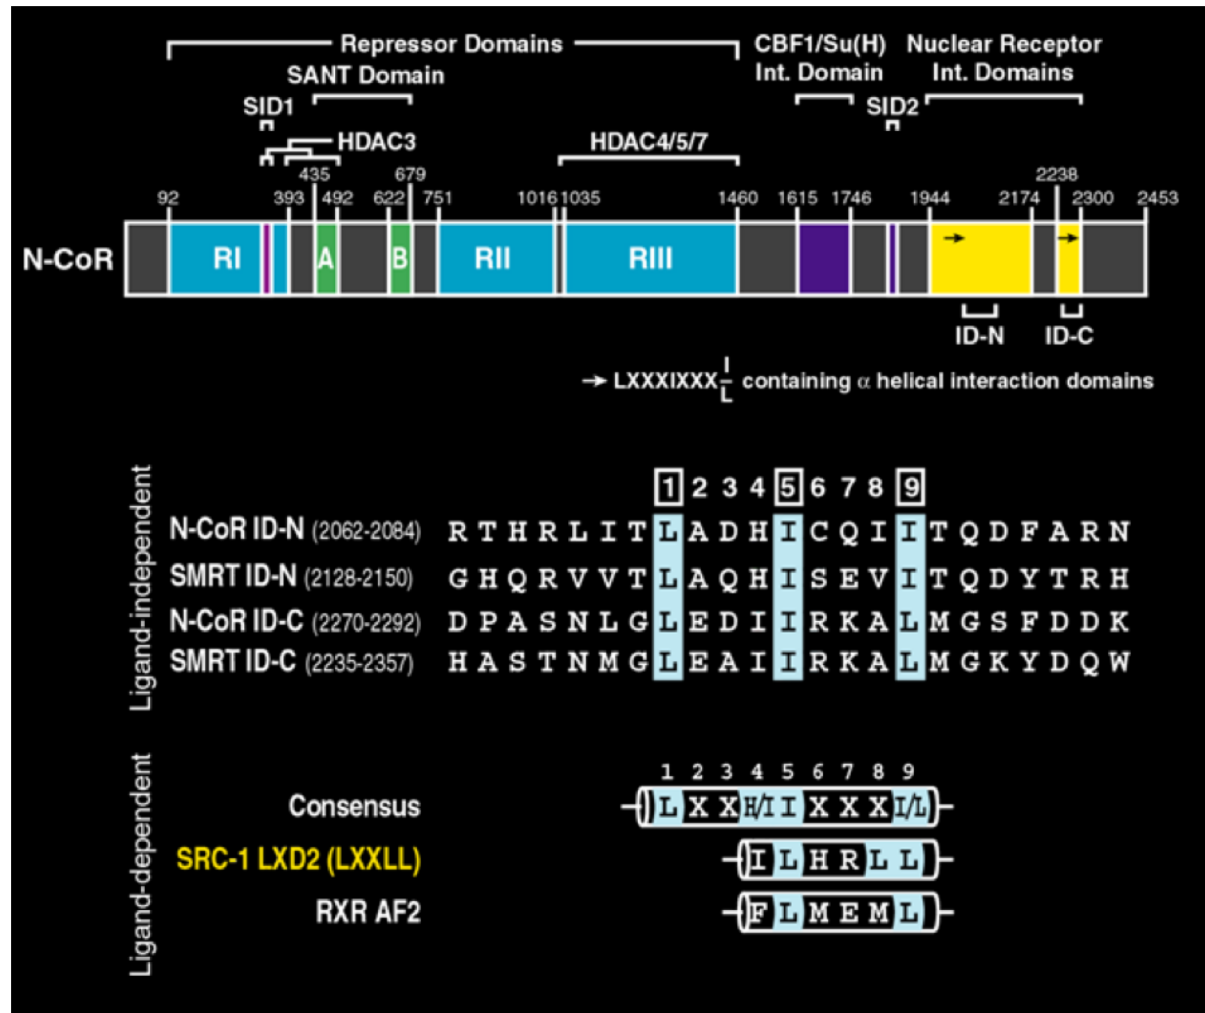 Repressor Domains
CBF1/Su(H)
Int. Domain
Nuclear Receptor
Int. Domains
SANT Domain
SID1
SID2
HDAC3
HDAC4/5/7
92 393 435 492 622 679 751 1016 1035 1460 1615 1746 1944 2174 2238 2300 2453
N-CoR RI A B RII RIII
ID-N ID-C
→ LXXXIXXX I/L containing α helical interaction domains
Ligand-independent
1 2 3 4 5 6 7 8 9
N-CoR ID-N (2062-2084) R T H R L I T L A D H I C Q I I T Q D F A R N
SMRT ID-N (2128-2150) G H Q R V V T L A Q H I S E V I T Q D Y T R H
N-CoR ID-C (2270-2292) D P A S N L G L E D I I R K A L M G S F D D K
SMRT ID-C (2235-2357) H A S T N M G L E A I I R K A L M G K Y D Q W
Ligand-dependent
1 2 3 4 5 6 7 8 9
Consensus L X X H/I I X X X I/L
SRC-1 LXD2 (LXXLL) I L H R L L
RXR AF2 F L M E M L